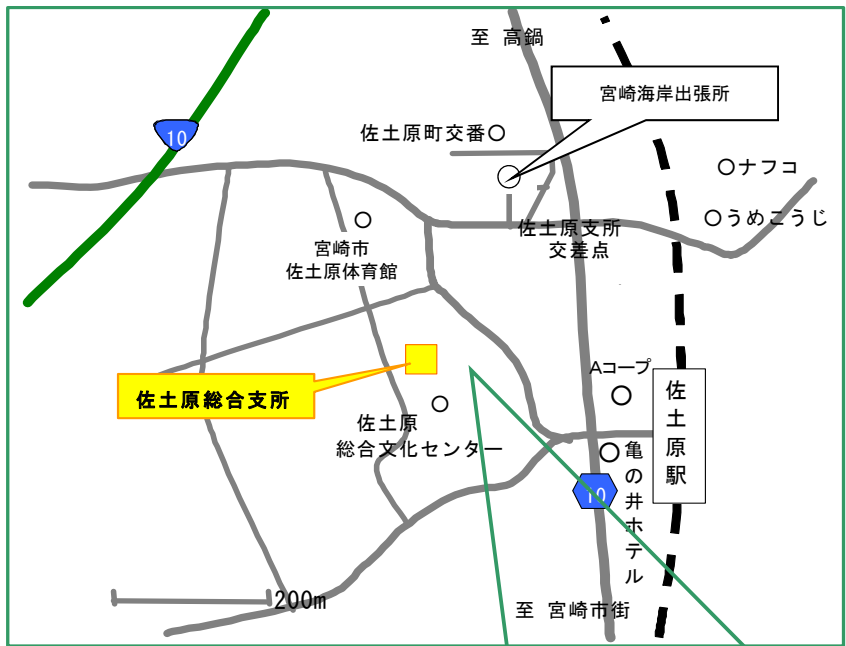 至 高鍋
宮崎海岸出張所
10
佐土原町交番
ナフコ
うめこうじ
佐土原支所
交差点
宮崎市
佐土原体育館
Aコープ
佐土原総合支所
佐土原駅
佐土原
総合文化センター
亀の井ホテル
10
200m
至 宮崎市街